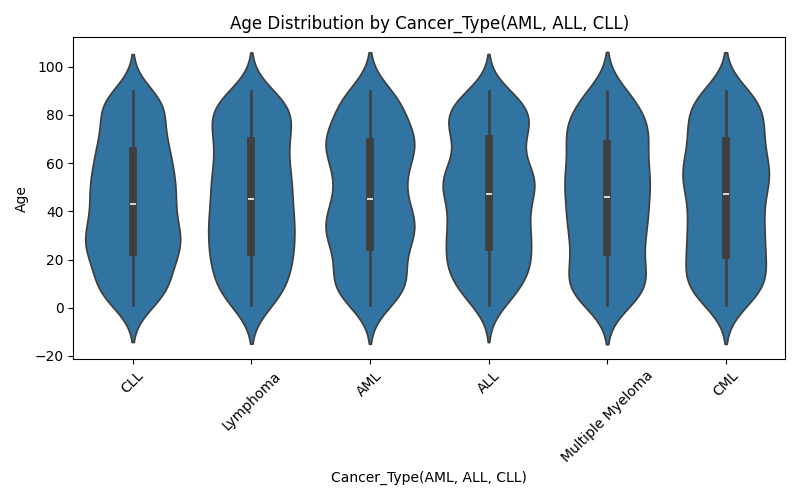 Age Distribution by Cancer_Type(AML, ALL, CLL)
Age
100
80
60
40
20
0
−20
CLL
Lymphoma
AML
ALL
Multiple Myeloma
CML
Cancer_Type(AML, ALL, CLL)